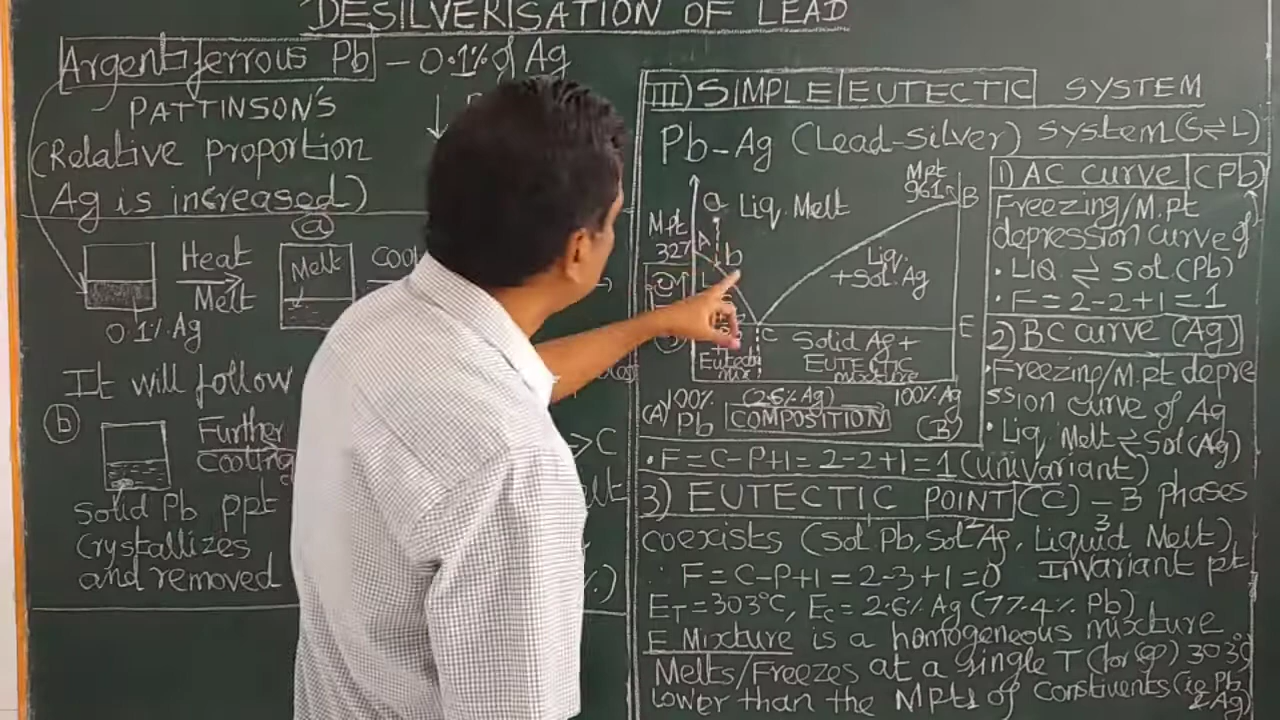 DESILVERISATION OF LEAD
Argentiferrous Pb - 0.1% of Ag
PATTINSON'S
(Relative proportion
Ag is increased)
a
Heat
Melt
Melt
0.1% Ag
It will follow
b
Further
Cooling
solid Pb ppt
Crystallizes
and removed
>C
%.)
III) SIMPLE EUTECTIC SYSTEM
Pb-Ag (Lead-silver) system (S⇌L)
Mpt
961
B
a Liq. Melt
Mpt
327
A
b
Liq.
+Sol. Ag
C
E
Solid Ag+
EUTECTIC
mixture
100%
(2.6% Ag)
100% Ag
(A) Pb
COMPOSITION
(B)
1) AC curve (Pb)
Freezing/M.pt
depression curve of
• LIQ ⇌ Sol (Pb)
• F = 2-2+1 = 1
2) BC curve (Ag)
• Freezing/M.pt depre
ssion curve of Ag
• Liq Melt ⇌ Sol (Ag)
• F=C-P+1=2-2+1=1 (univariant)
3) EUTECTIC POINT (C) - 3 phases
coexists (Sol Pb, Sol Ag, Liquid Melt)
F=C-P+1=2-3+1=0 Invariant pt
ET=303°C, EC=2.6% Ag (77.4% Pb)
E Mixture is a homogeneous mixture
Melts/Freezes at a single T (for Ep) 303°
lower than the MPts of constiuents (ie Pb
& Ag)